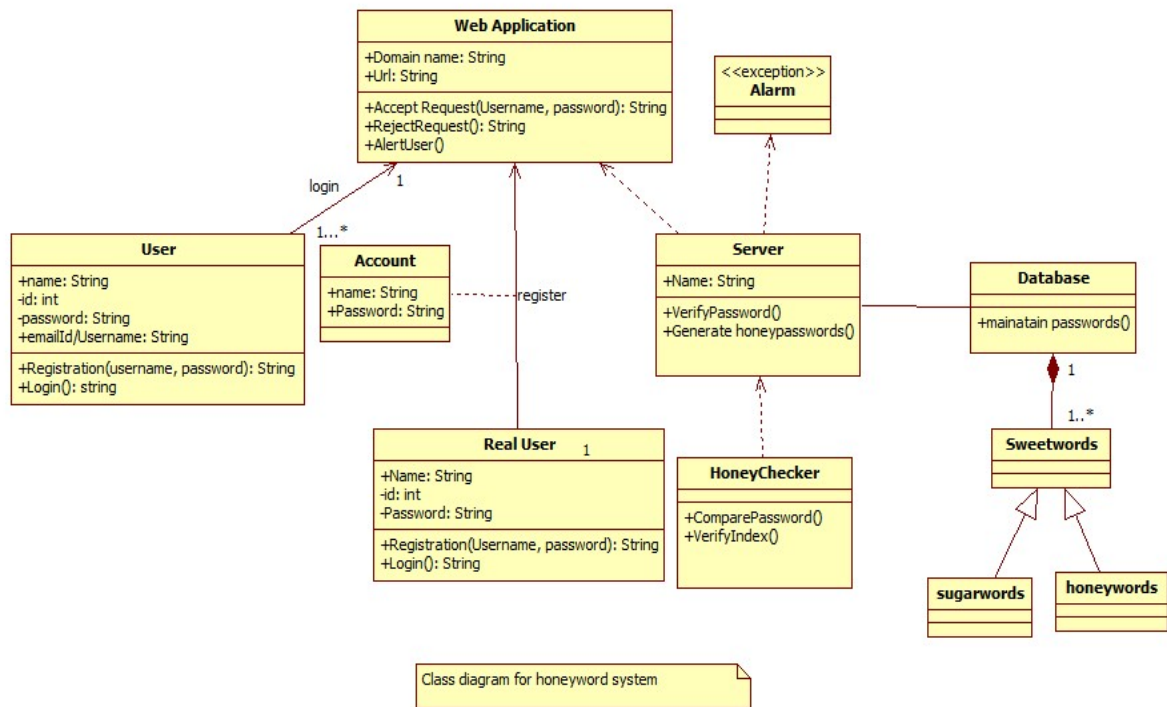 Web Application
+Domain name: String
+Url: String
+Accept Request(Username, password): String
+RejectRequest(): String
+AlertUser()
<<exception>>
Alarm
login
1
1...*
User
+name: String
-id: int
-password: String
+emailId/Username: String
+Registration(username, password): String
+Login(): string
Account
+name: String
+Password: String
register
Server
+Name: String
+VerifyPassword()
+Generate honeypasswords()
Database
+mainatain passwords()
1
1..*
Real User
1
+Name: String
-id: int
-Password: String
+Registration(Username, password): String
+Login(): String
HoneyChecker
+ComparePassword()
+VerifyIndex()
Sweetwords
sugarwords
honeywords
Class diagram for honeyword system